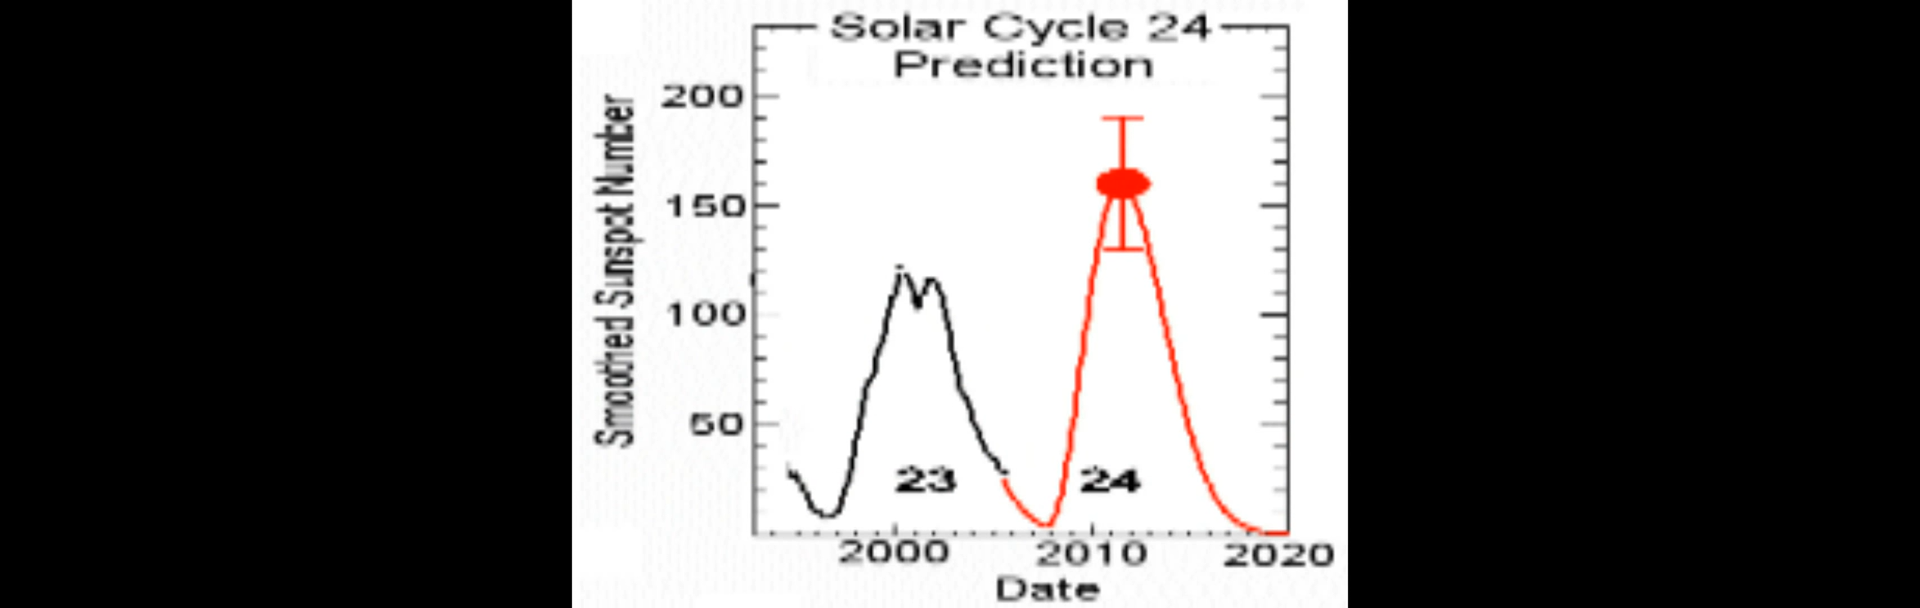 Solar Cycle 24
Prediction
Smoothed Sunspot Number
200
150
100
50
23
24
2000
2010
2020
Date